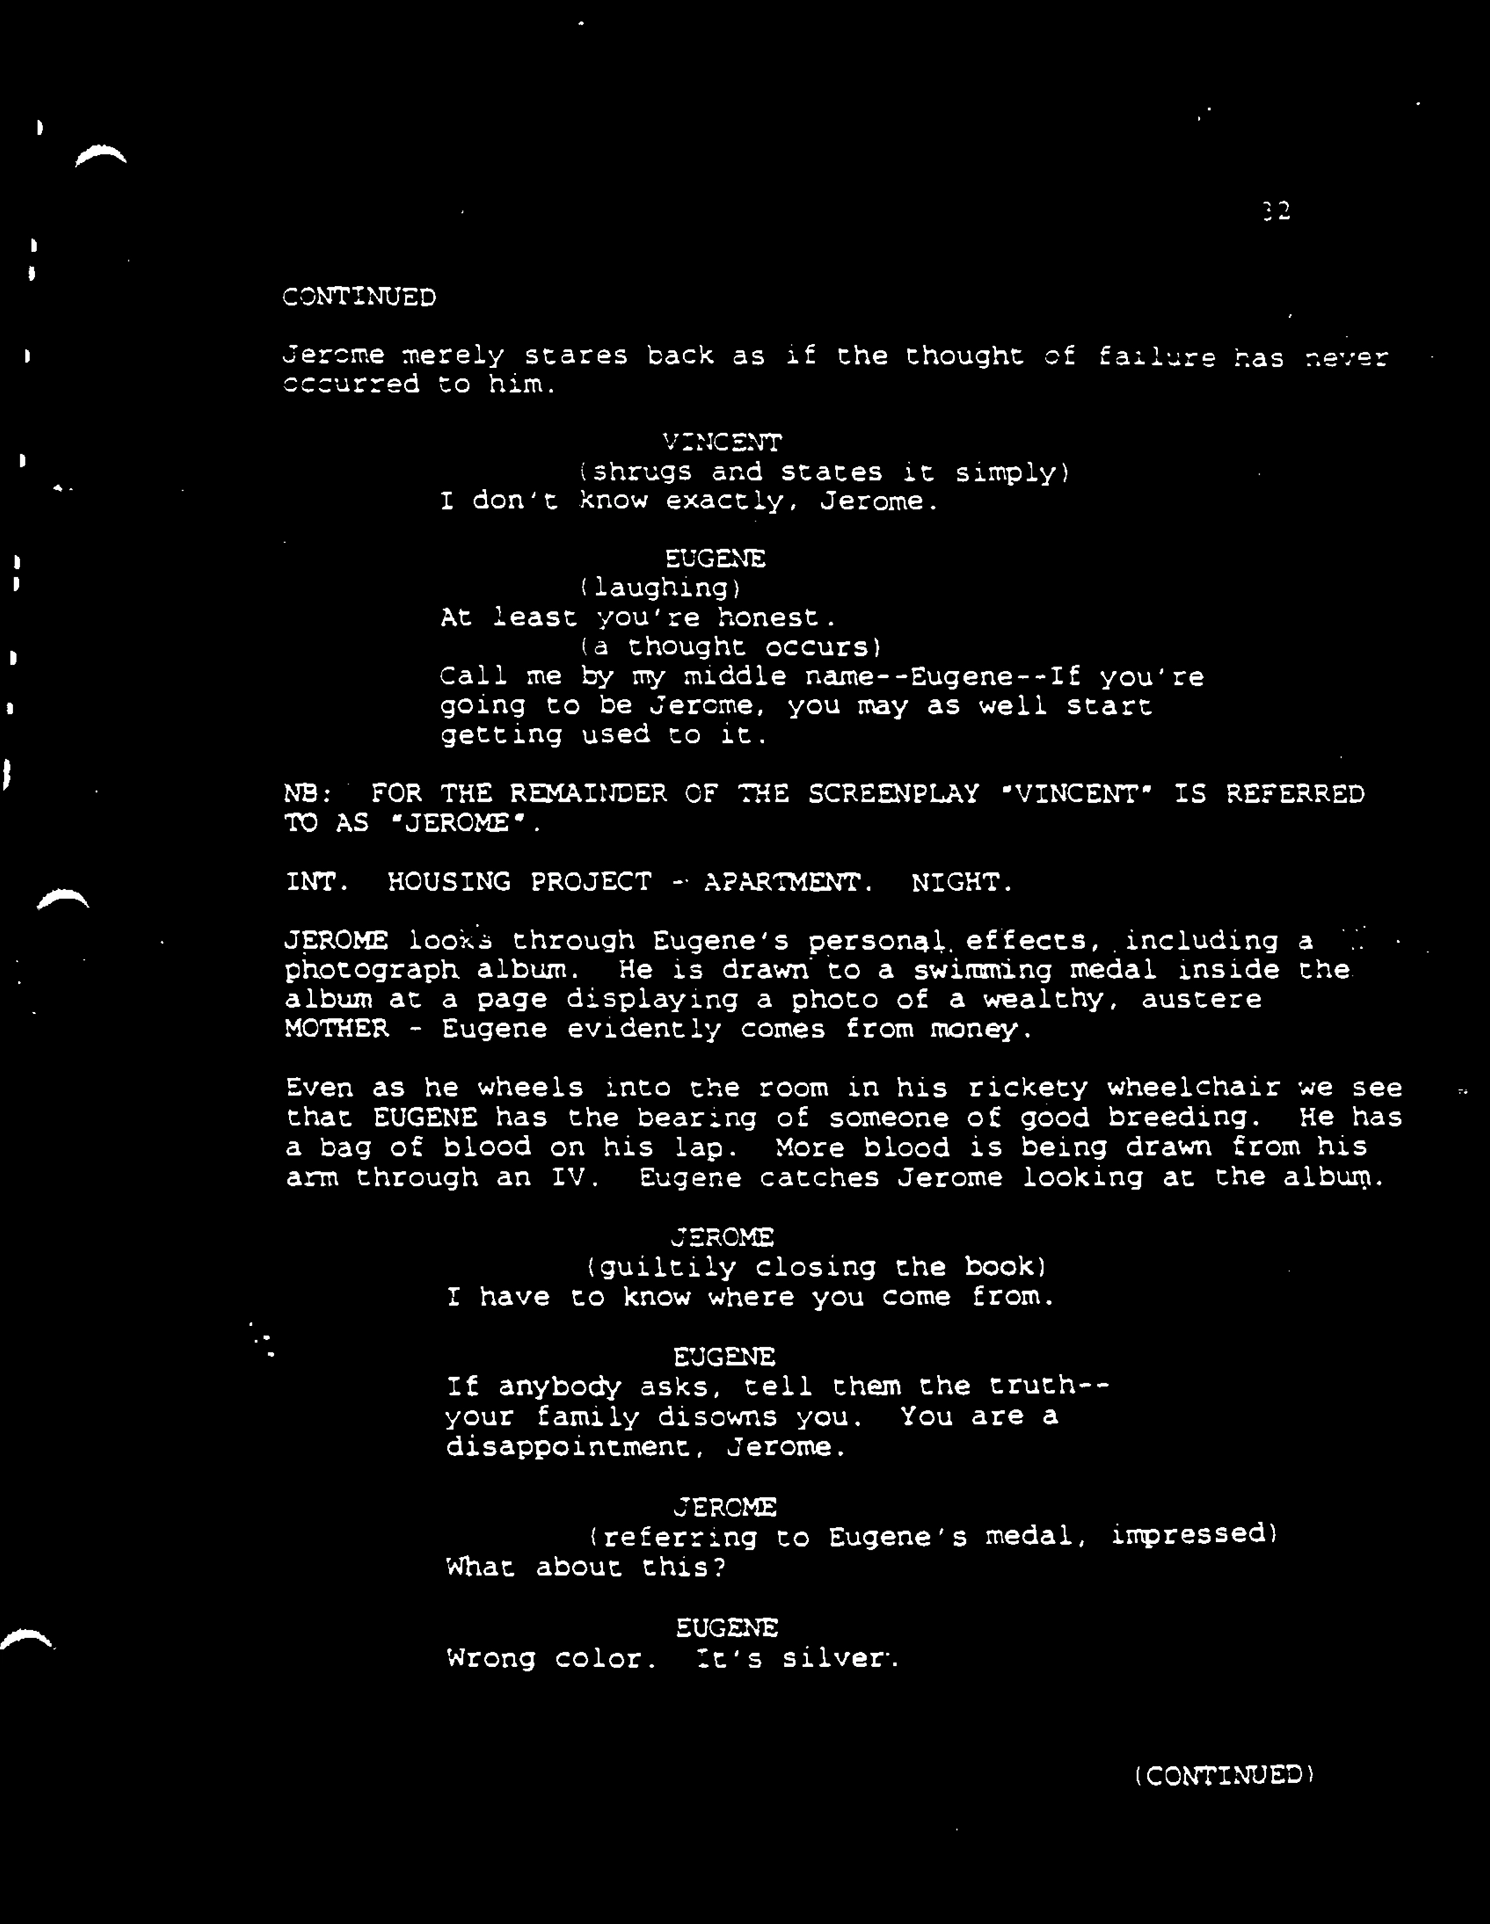 32
CONTINUED
Jerome merely stares back as if the thought of failure has never
occurred to him.
VINCENT
(shrugs and states it simply)
I don't know exactly, Jerome.
EUGENE
(laughing)
At least you're honest.
(a thought occurs)
Call me by my middle name--Eugene--If you're
going to be Jerome, you may as well start
getting used to it.
NB: FOR THE REMAINDER OF THE SCREENPLAY "VINCENT" IS REFERRED
TO AS "JEROME".
INT. HOUSING PROJECT - APARTMENT. NIGHT.
JEROME looks through Eugene's personal effects, including a
photograph album. He is drawn to a swimming medal inside the
album at a page displaying a photo of a wealthy, austere
MOTHER - Eugene evidently comes from money.
Even as he wheels into the room in his rickety wheelchair we see
that EUGENE has the bearing of someone of good breeding. He has
a bag of blood on his lap. More blood is being drawn from his
arm through an IV. Eugene catches Jerome looking at the album.
JEROME
(guiltily closing the book)
I have to know where you come from.
EUGENE
If anybody asks, tell them the truth--
your family disowns you. You are a
disappointment, Jerome.
JEROME
(referring to Eugene's medal, impressed)
What about this?
EUGENE
Wrong color. It's silver.
(CONTINUED)